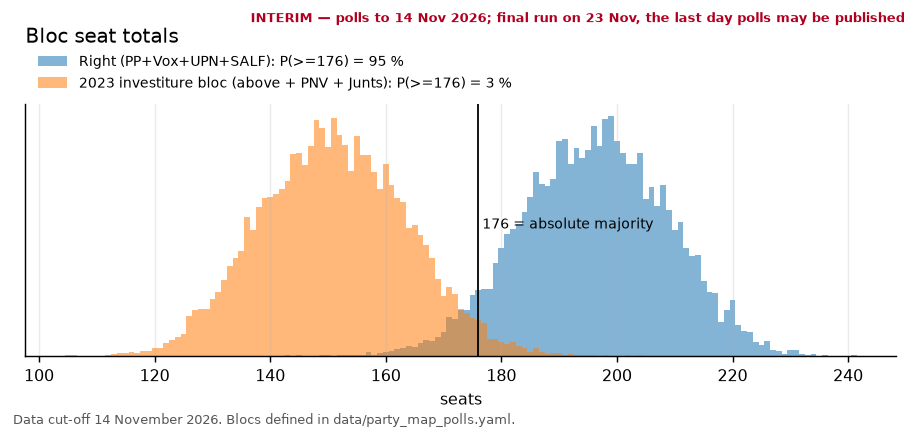 INTERIM — polls to 14 Nov 2026; final run on 23 Nov, the last day polls may be published
Bloc seat totals
Right (PP+Vox+UPN+SALF): P(>=176) = 95 %
2023 investiture bloc (above + PNV + Junts): P(>=176) = 3 %
176 = absolute majority
100 120 140 160 180 200 220 240
seats
Data cut-off 14 November 2026. Blocs defined in data/party_map_polls.yaml.